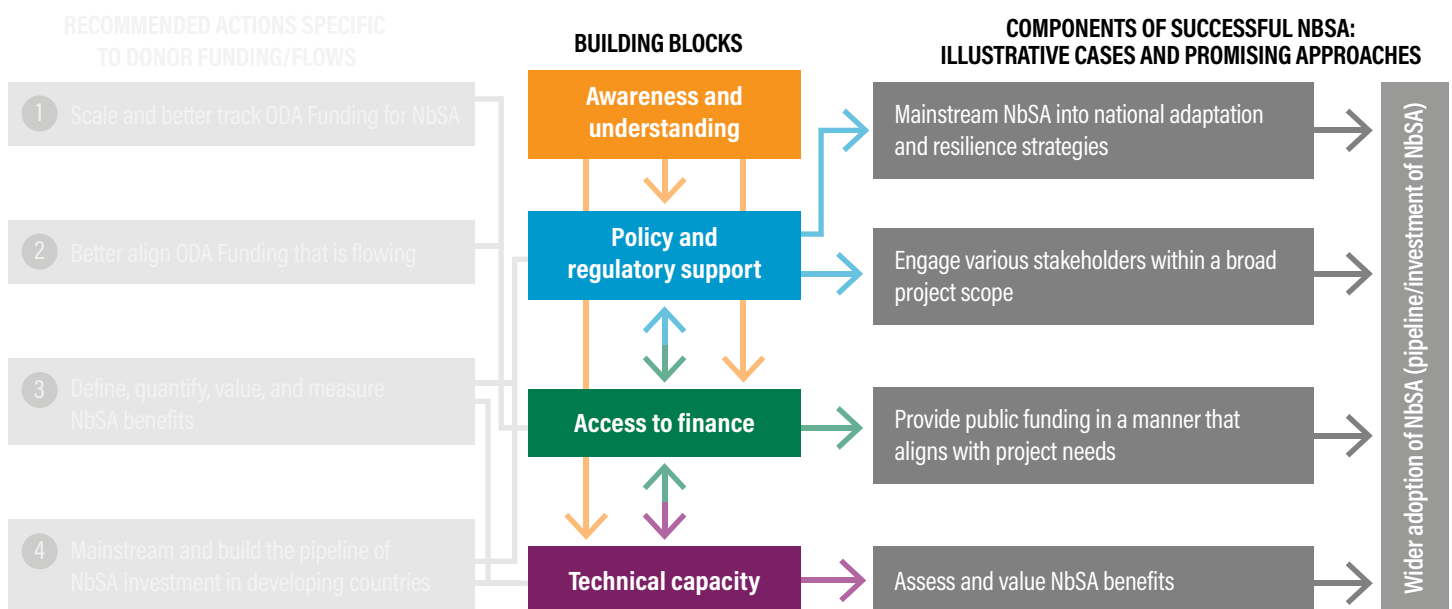 RECOMMENDED ACTIONS SPECIFIC
TO DONOR FUNDING/FLOWS
1 Scale and better track ODA Funding for NbSA
2 Better align ODA Funding that is flowing
3 Define, quantify, value, and measure
NbSA benefits
4 Mainstream and build the pipeline of
NbSA investment in developing countries
BUILDING BLOCKS
Awareness and
understanding
Policy and
regulatory support
Access to finance
Technical capacity
COMPONENTS OF SUCCESSFUL NBSA:
ILLUSTRATIVE CASES AND PROMISING APPROACHES
Mainstream NbSA into national adaptation
and resilience strategies
Engage various stakeholders within a broad
project scope
Provide public funding in a manner that
aligns with project needs
Assess and value NbSA benefits
Wider adoption of NbSA (pipeline/investment of NbSA)